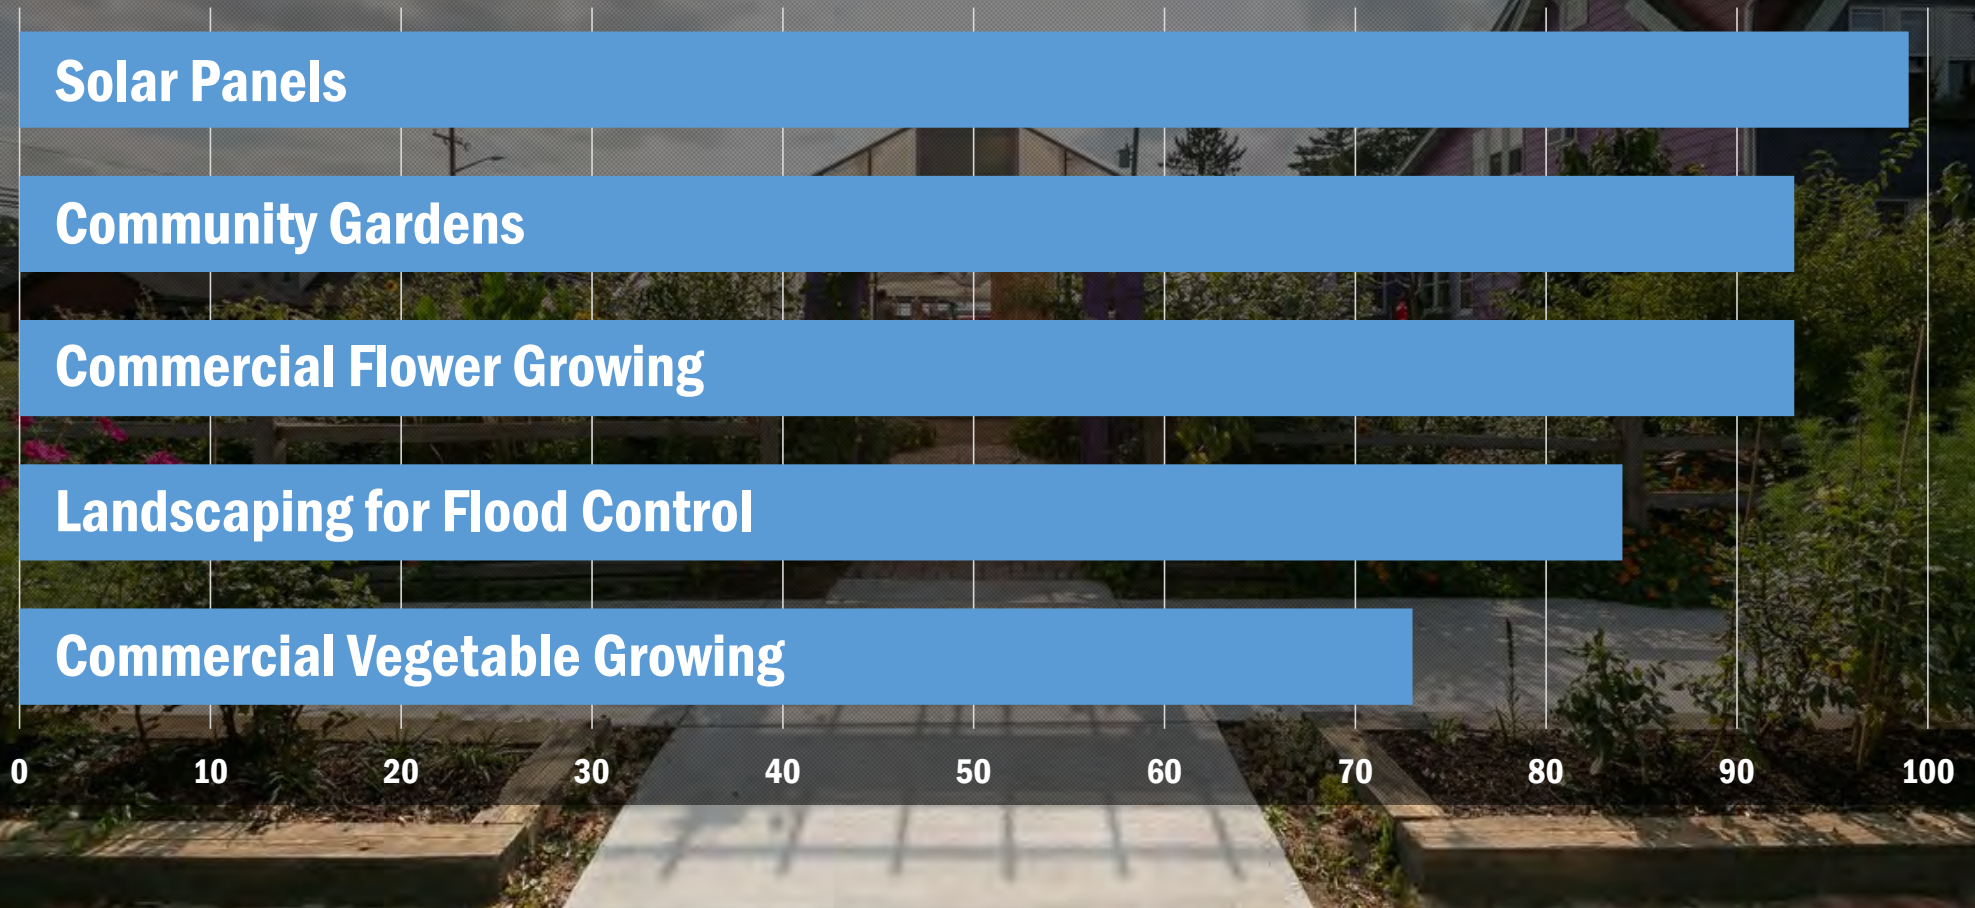 Solar Panels
Community Gardens
Commercial Flower Growing
Landscaping for Flood Control
Commercial Vegetable Growing
0 10 20 30 40 50 60 70 80 90 100